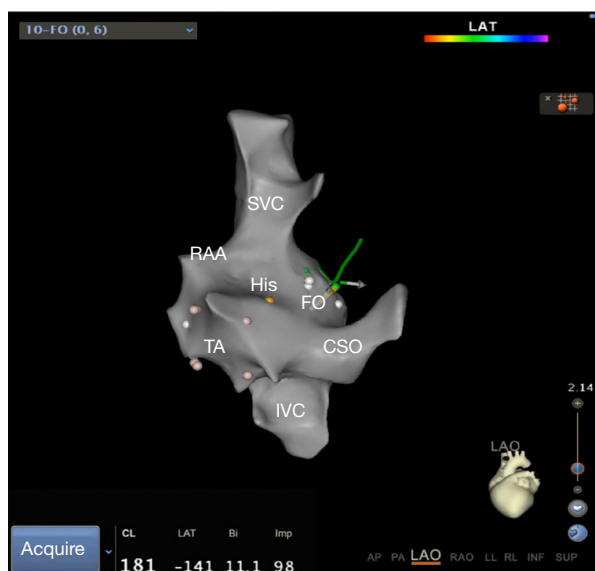 10-FO (0, 6)
LAT
SVC
RAA
His
FO
TA
CSO
IVC
2.14
LAO
CL LAT Bi Imp
Acquire
181 -141 11.1 98
AP PA LAO RAO LL RL INF SUP